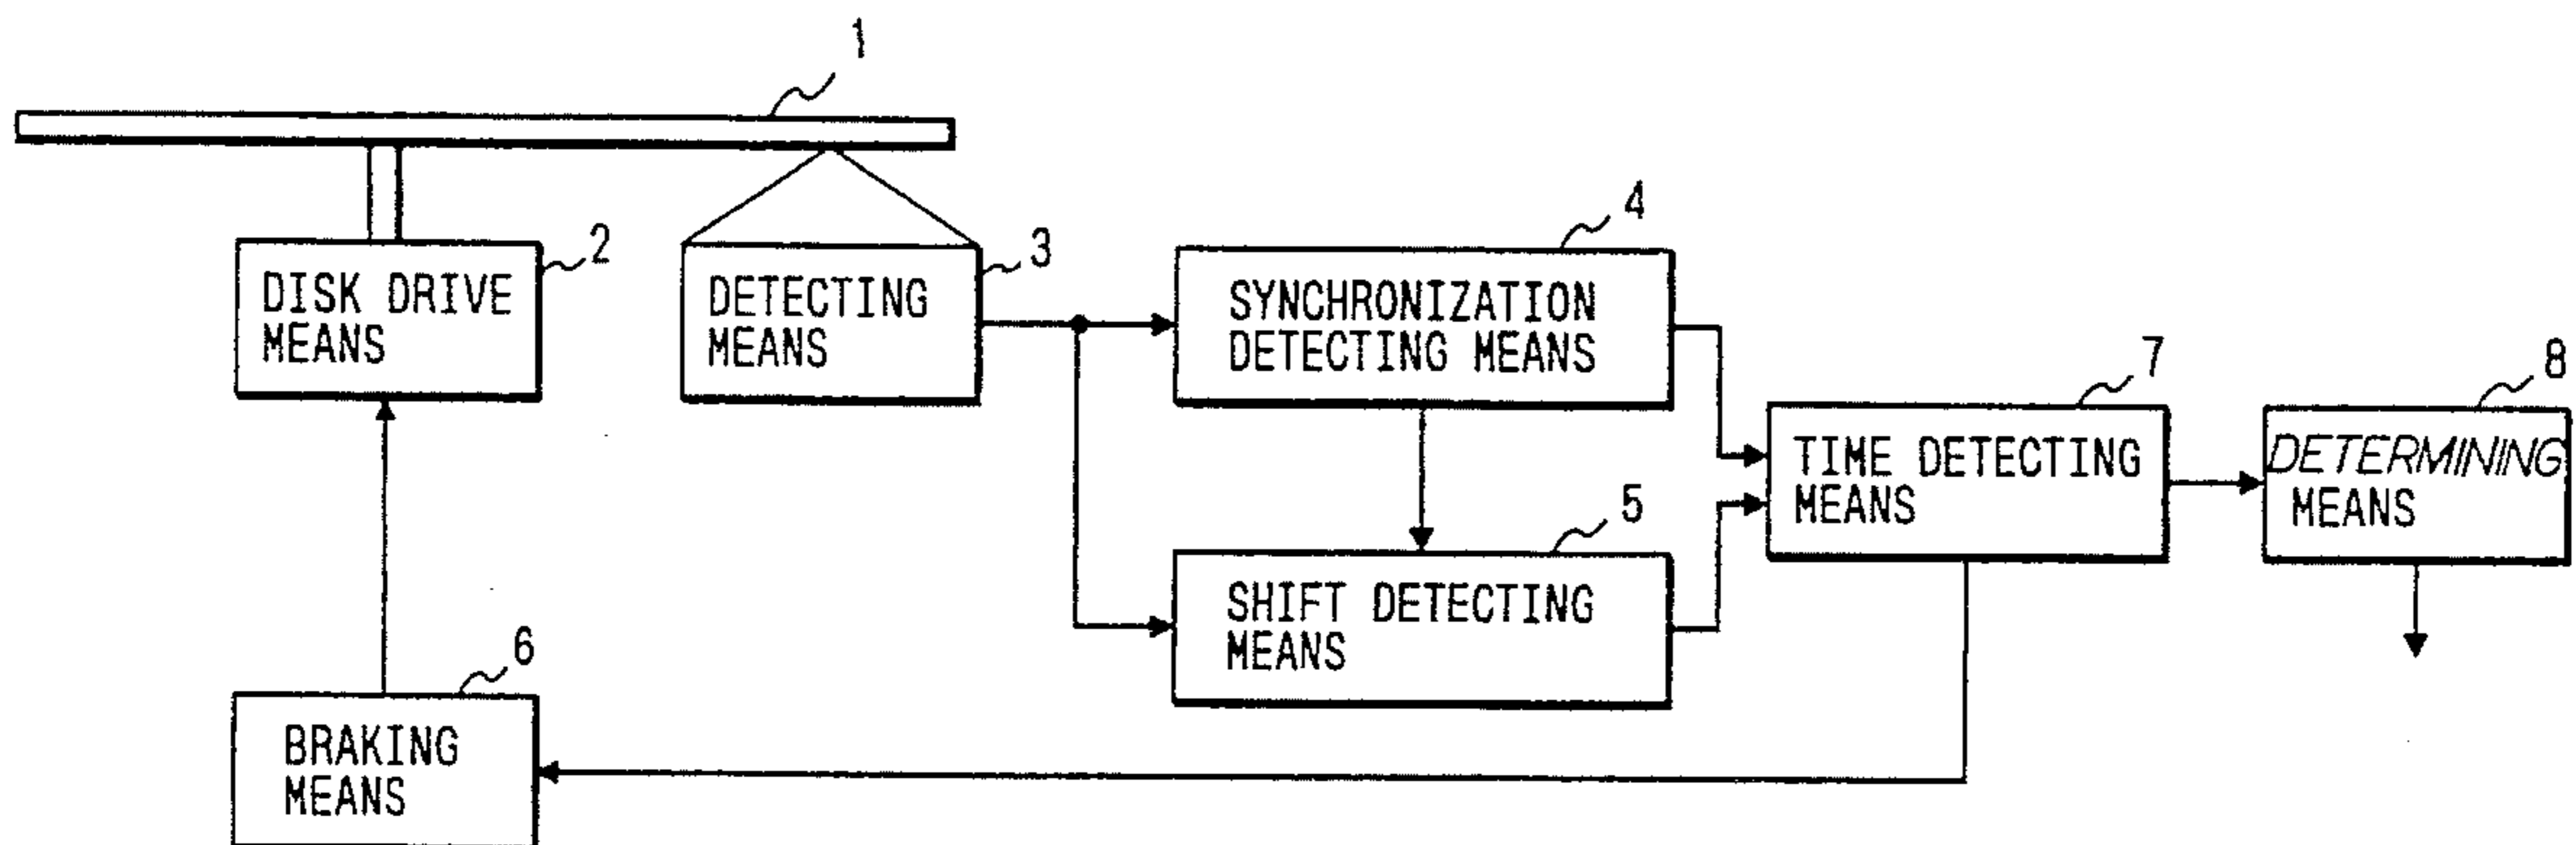 1
DISK DRIVE
MEANS
2
DETECTING
MEANS
3
SYNCHRONIZATION
DETECTING MEANS
4
SHIFT DETECTING
MEANS
5
BRAKING
MEANS
6
TIME DETECTING
MEANS
7
DETERMINING
MEANS
8